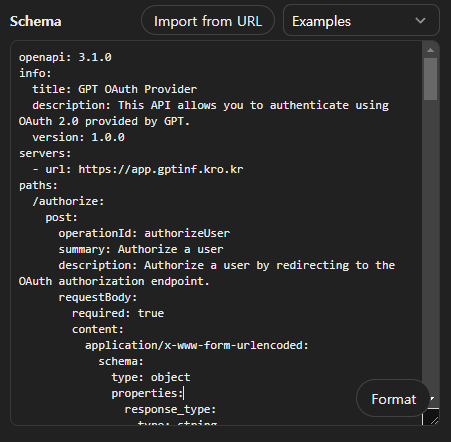 Schema
Import from URL
Examples
openapi: 3.1.0
info:
  title: GPT OAuth Provider
  description: This API allows you to authenticate using
OAuth 2.0 provided by GPT.
  version: 1.0.0
servers:
  - url: https://app.gptinf.kro.kr
paths:
  /authorize:
    post:
      operationId: authorizeUser
      summary: Authorize a user
      description: Authorize a user by redirecting to the
OAuth authorization endpoint.
      requestBody:
        required: true
        content:
          application/x-www-form-urlencoded:
            schema:
              type: object
              properties:
                response_type:
                  type: string
Format